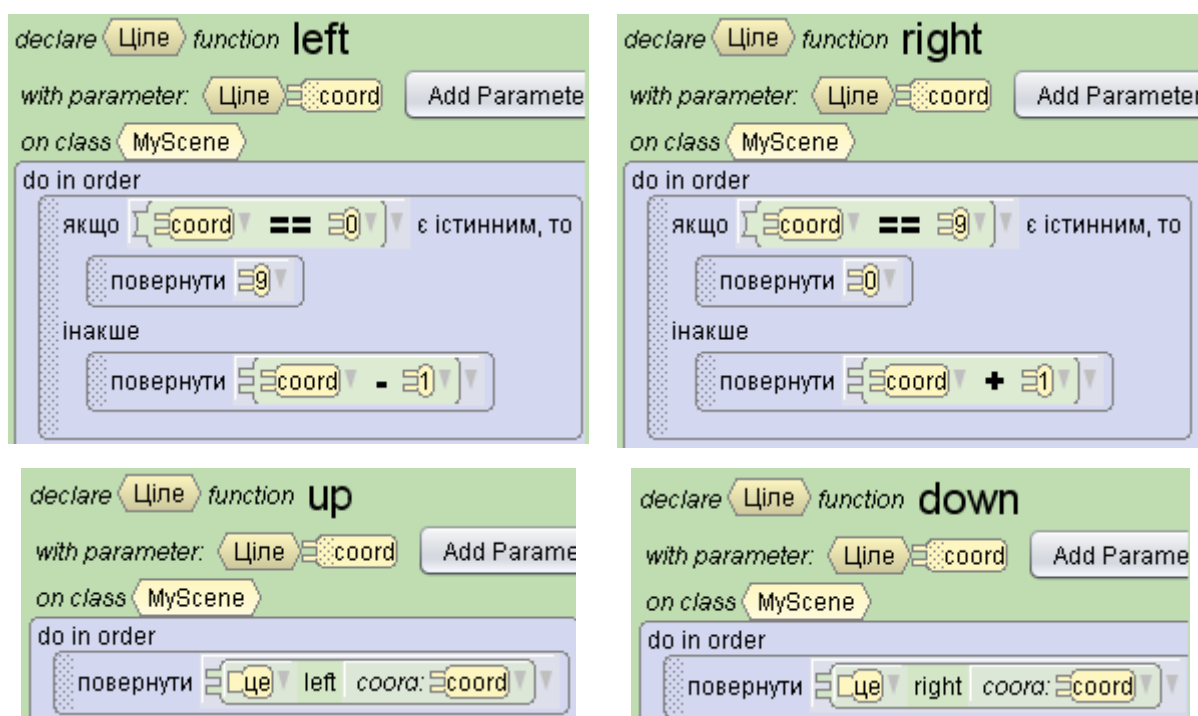 declare Ціле function left
with parameter: Ціле coord Add Paramete
on class MyScene
do in order
якщо coord == 0 є істинним, то
повернути 9
інакше
повернути coord - 1
declare Ціле function right
with parameter: Ціле coord Add Parameter
on class MyScene
do in order
якщо coord == 9 є істинним, то
повернути 0
інакше
повернути coord + 1
declare Ціле function up
with parameter: Ціле coord Add Parame
on class MyScene
do in order
повернути це left coord: coord
declare Ціле function down
with parameter: Ціле coord Add Parame
on class MyScene
do in order
повернути це right coord: coord